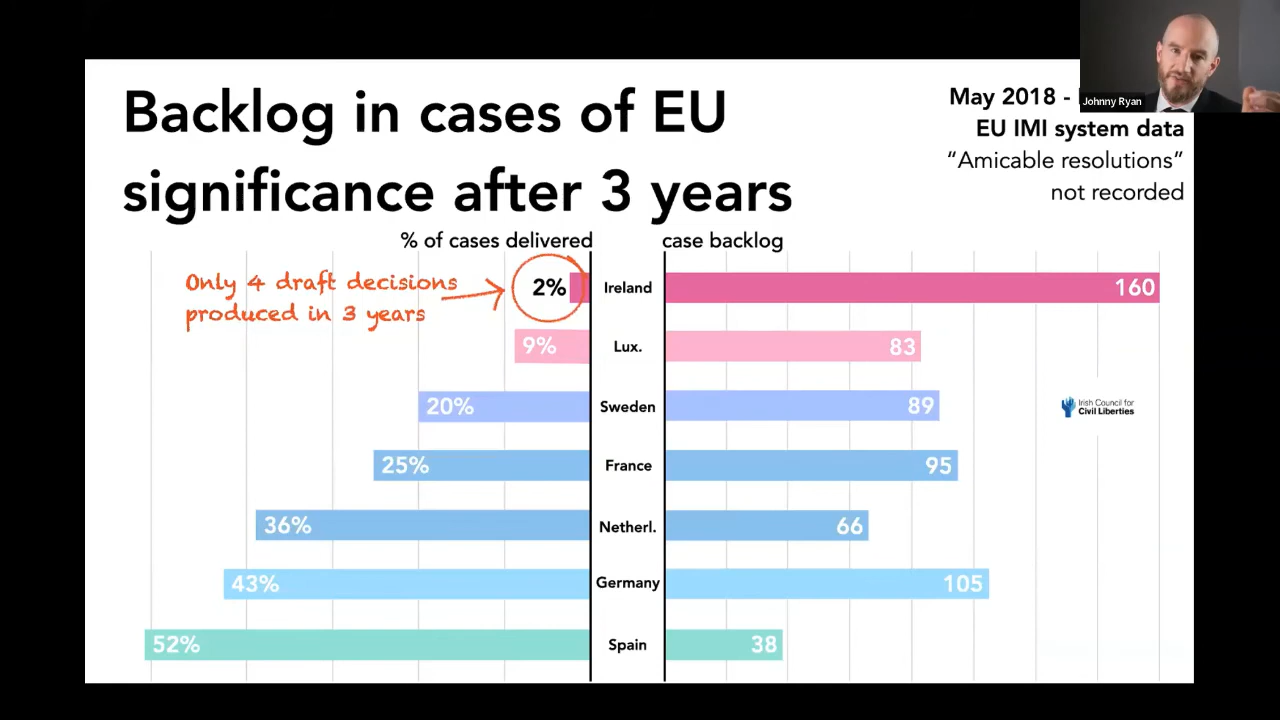 Backlog in cases of EU
significance after 3 years
May 2018 -
Johnny Ryan
EU IMI system data
“Amicable resolutions”
not recorded
% of cases delivered
case backlog
Only 4 draft decisions
produced in 3 years
2%
Ireland
160
9%
Lux.
83
20%
Sweden
89
Irish Council for
Civil Liberties
25%
France
95
36%
Netherl.
66
43%
Germany
105
52%
Spain
38